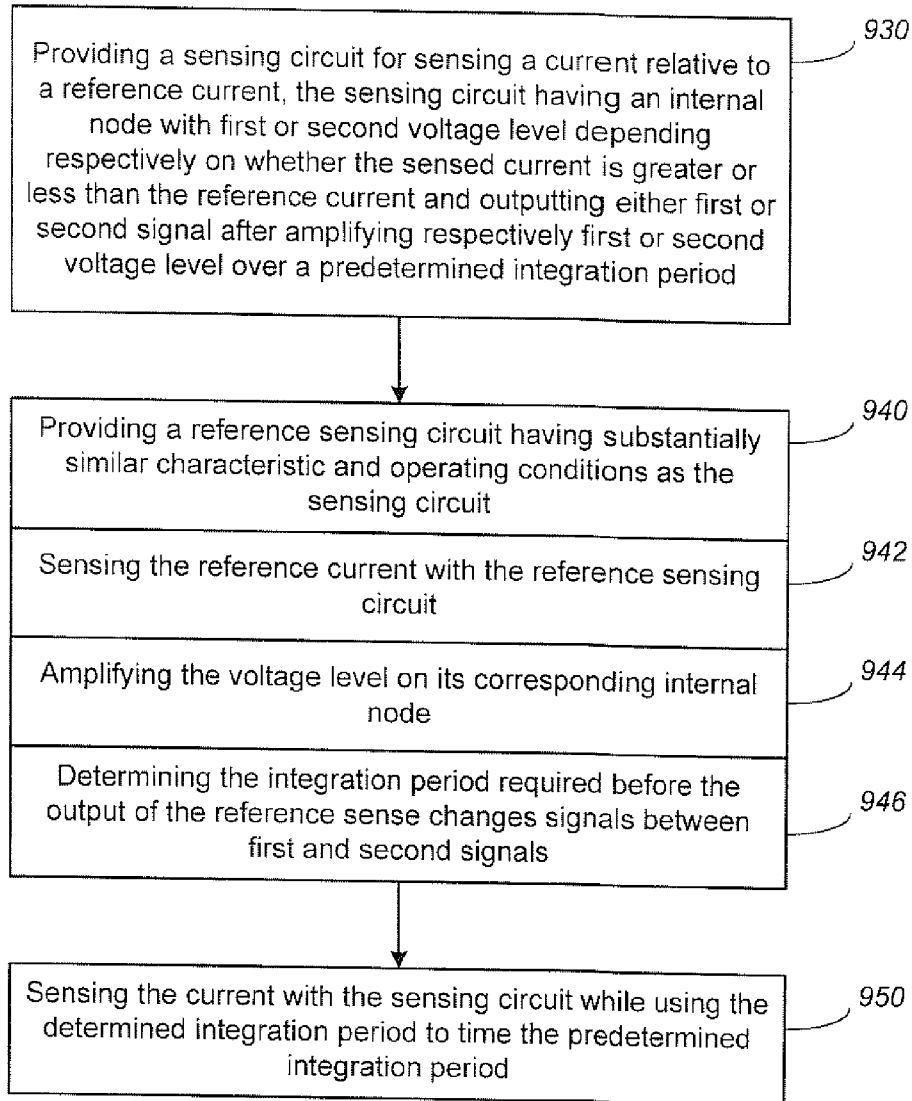 930
Providing a sensing circuit for sensing a current relative to
a reference current, the sensing circuit having an internal
node with first or second voltage level depending
respectively on whether the sensed current is greater or
less than the reference current and outputting either first or
second signal after amplifying respectively first or second
voltage level over a predetermined integration period
940
Providing a reference sensing circuit having substantially
similar characteristic and operating conditions as the
sensing circuit
942
Sensing the reference current with the reference sensing
circuit
944
Amplifying the voltage level on its corresponding internal
node
946
Determining the integration period required before the
output of the reference sense changes signals between
first and second signals
950
Sensing the current with the sensing circuit while using the
determined integration period to time the predetermined
integration period